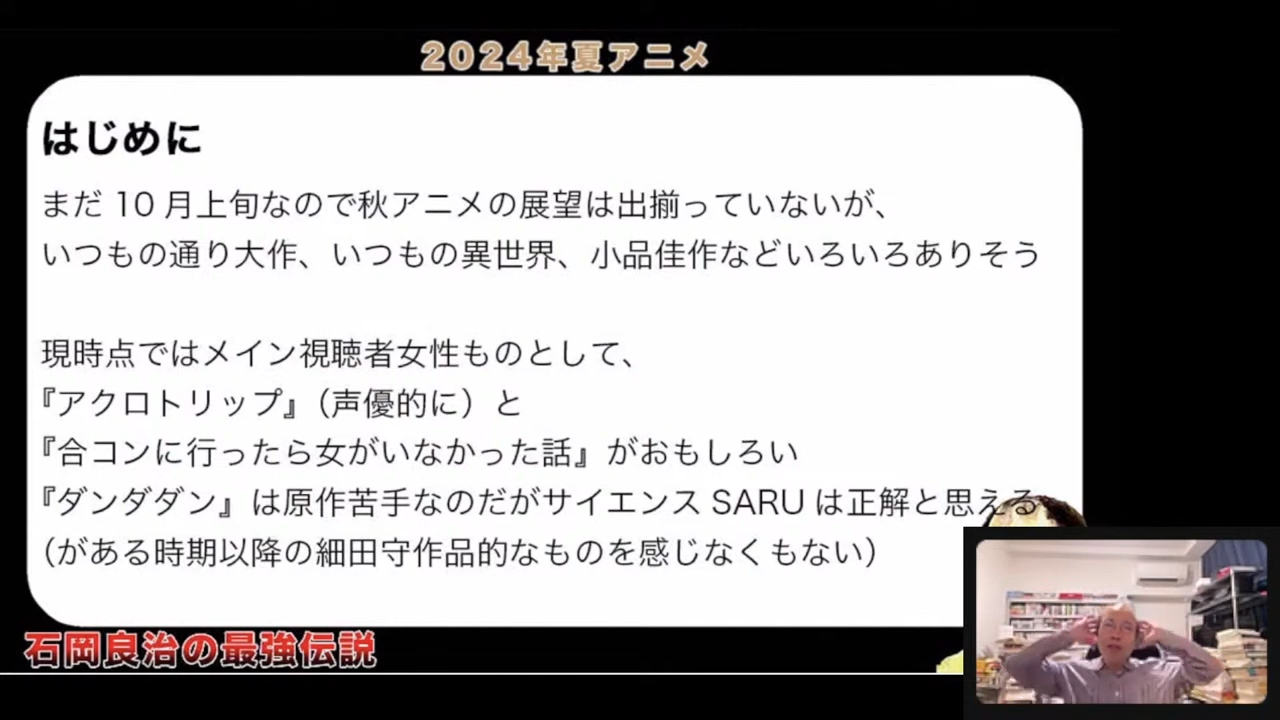 2024年夏アニメ
はじめに
まだ 10 月上旬なので秋アニメの展望は出揃っていないが、
いつもの通り大作、いつもの異世界、小品佳作などいろいろありそう
現時点ではメイン視聴者女性ものとして、
『アクロトリップ』（声優的に）と
『合コンに行ったら女がいなかった話』がおもしろい
『ダンダダン』は原作苦手なのだがサイエンス SARU は正解と思える
（がある時期以降の細田守作品的なものを感じなくもない）
石岡良治の最強伝説